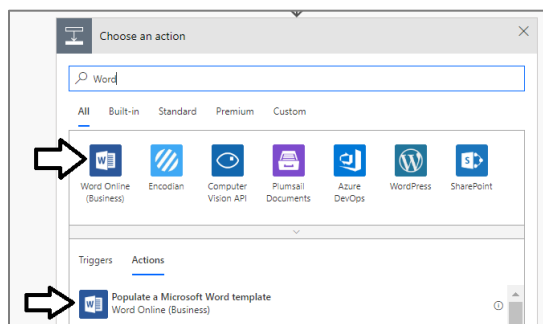 Choose an action
Word
All Built-in Standard Premium Custom
Word Online (Business)
Encodian
Computer Vision API
Plumsail Documents
Azure DevOps
WordPress
SharePoint
Triggers Actions
Populate a Microsoft Word template
Word Online (Business)